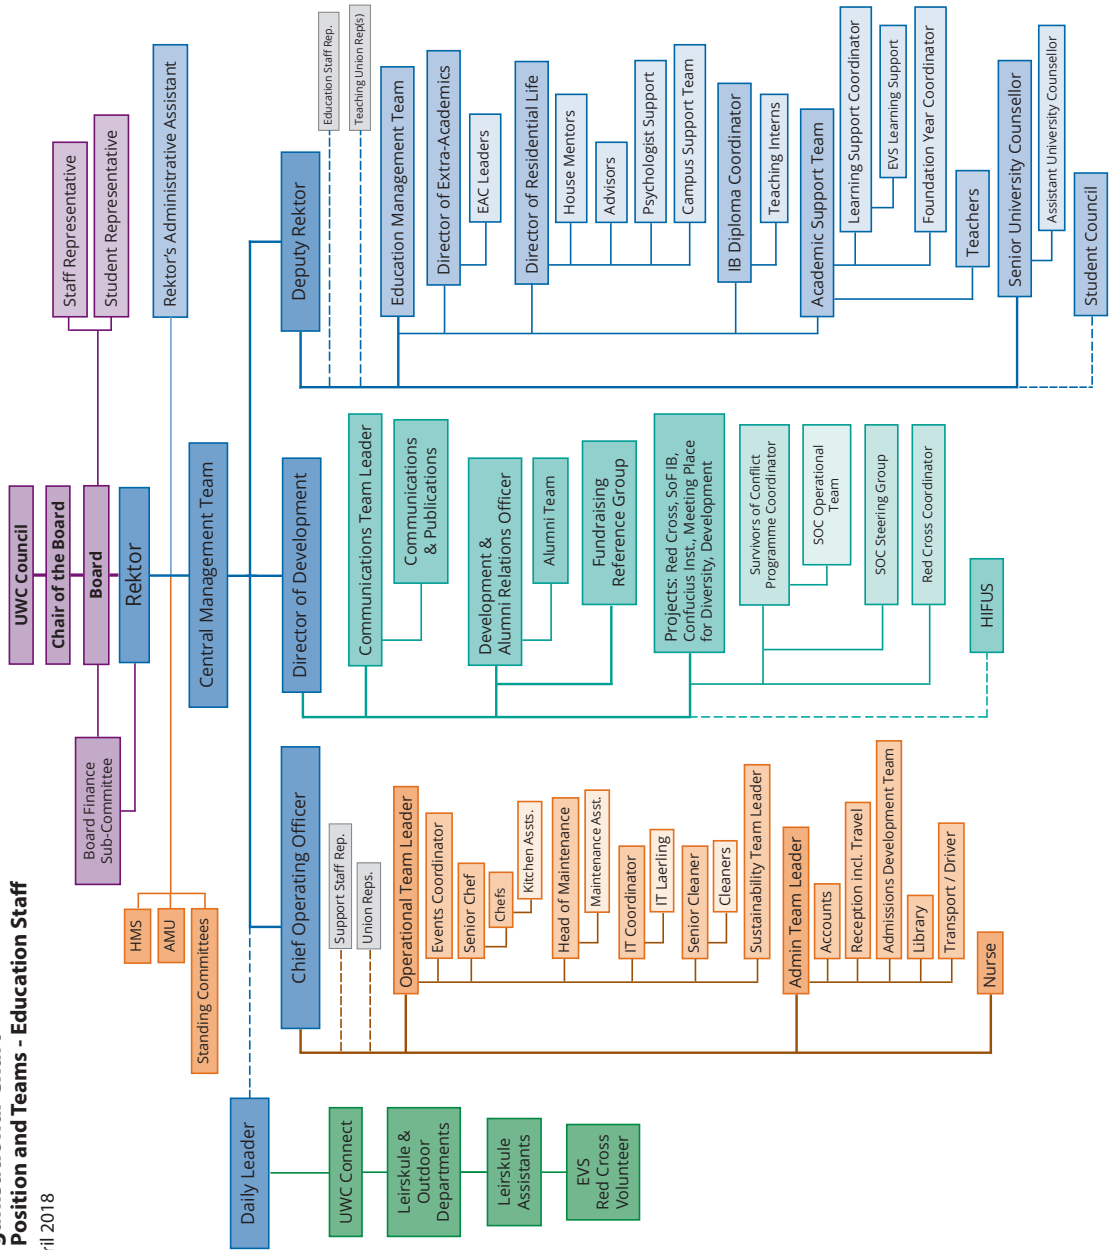 Position and Teams - Education Staff
2018
UWC Council
Chair of the Board
Board
Rektor
Board Finance
Sub-Committee
Staff Representative
Student Representative
Rektor's Administrative Assistant
HMS
AMU
Standing Committees
Central Management Team
Daily Leader
UWC Connect
Leirskule &
Outdoor
Departments
Leirskule
Assistants
EVS
Red Cross
Volunteer
Chief Operating Officer
Support Staff Rep.
Union Reps.
Operational Team Leader
Events Coordinator
Senior Chef
Chefs
Kitchen Assts.
Head of Maintenance
Maintenance Asst.
IT Coordinator
IT Laerling
Senior Cleaner
Cleaners
Sustainability Team Leader
Admin Team Leader
Accounts
Reception incl. Travel
Admissions Development Team
Library
Transport / Driver
Nurse
Director of Development
Communications Team Leader
Communications
& Publications
Development &
Alumni Relations Officer
Alumni Team
Fundraising
Reference Group
Projects: Red Cross, SoF IB,
Confucius Inst., Meeting Place
for Diversity, Development
Survivors of Conflict
Programme Coordinator
SOC Operational
Team
SOC Steering Group
Red Cross Coordinator
HIFUS
Deputy Rektor
Education Staff Rep.
Teaching Union Rep(s)
Education Management Team
Director of Extra-Academics
EAC Leaders
Director of Residential Life
House Mentors
Advisors
Psychologist Support
Campus Support Team
IB Diploma Coordinator
Teaching Interns
Academic Support Team
Learning Support Coordinator
EVS Learning Support
Foundation Year Coordinator
Teachers
Senior University Counsellor
Assistant University Counsellor
Student Council